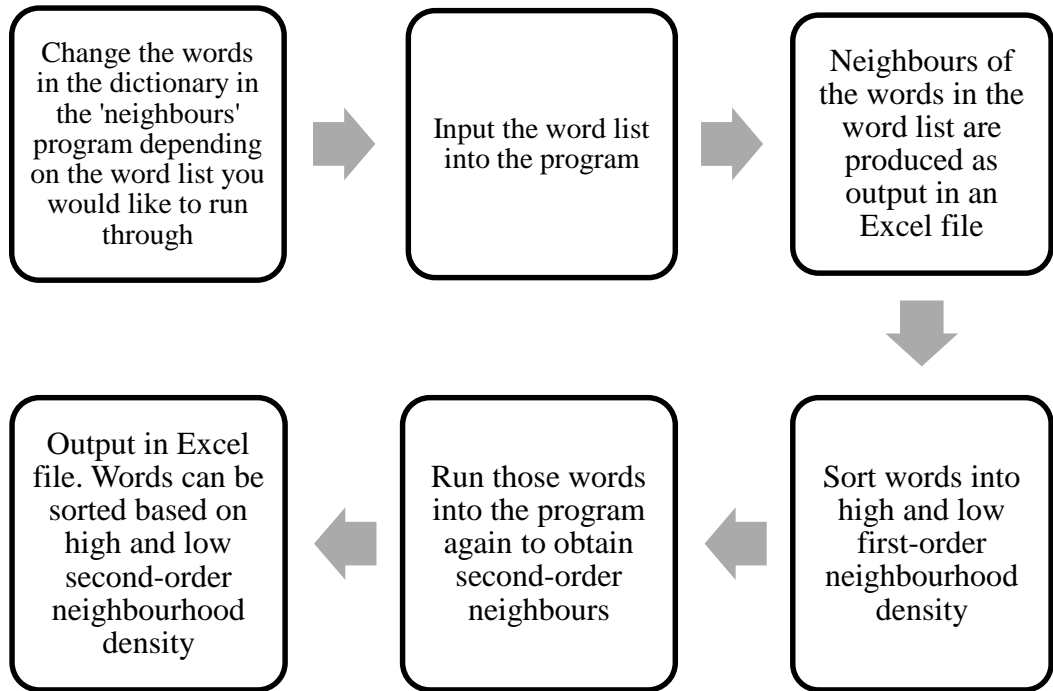 Change the words
in the dictionary in
the 'neighbours'
program depending
on the word list you
would like to run
through
Input the word list
into the program
Neighbours of
the words in the
word list are
produced as
output in an
Excel file
Sort words into
high and low
first-order
neighbourhood
density
Run those words
into the program
again to obtain
second-order
neighbours
Output in Excel
file. Words can be
sorted based on
high and low
second-order
neighbourhood
density